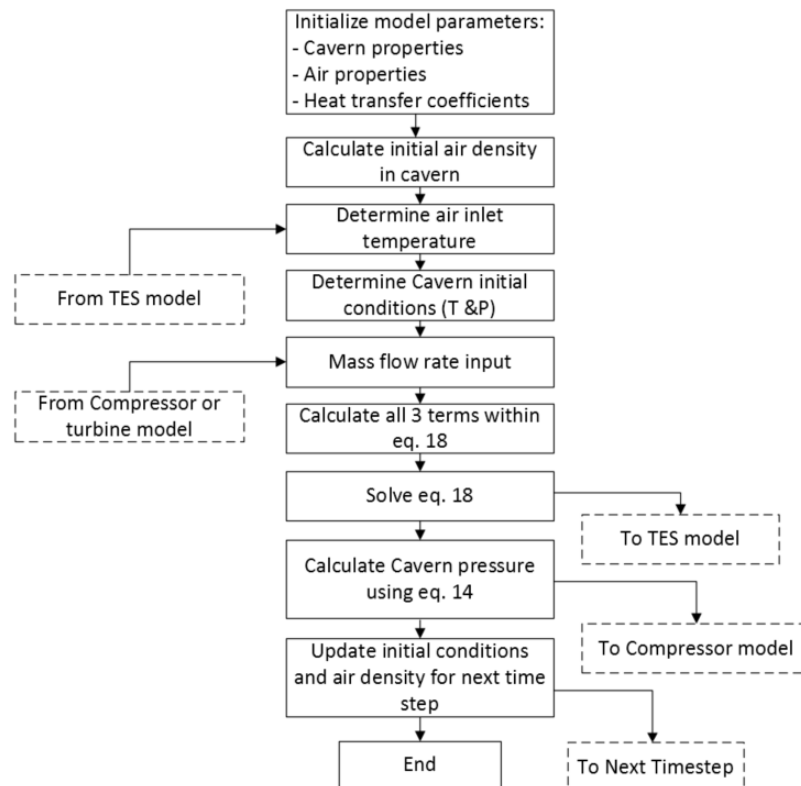 Initialize model parameters:
- Cavern properties
- Air properties
- Heat transfer coefficients
Calculate initial air density
in cavern
Determine air inlet
temperature
From TES model
Determine Cavern initial
conditions (T &P)
Mass flow rate input
From Compressor or
turbine model
Calculate all 3 terms within
eq. 18
Solve eq. 18
To TES model
Calculate Cavern pressure
using eq. 14
To Compressor model
Update initial conditions
and air density for next time
step
To Next Timestep
End